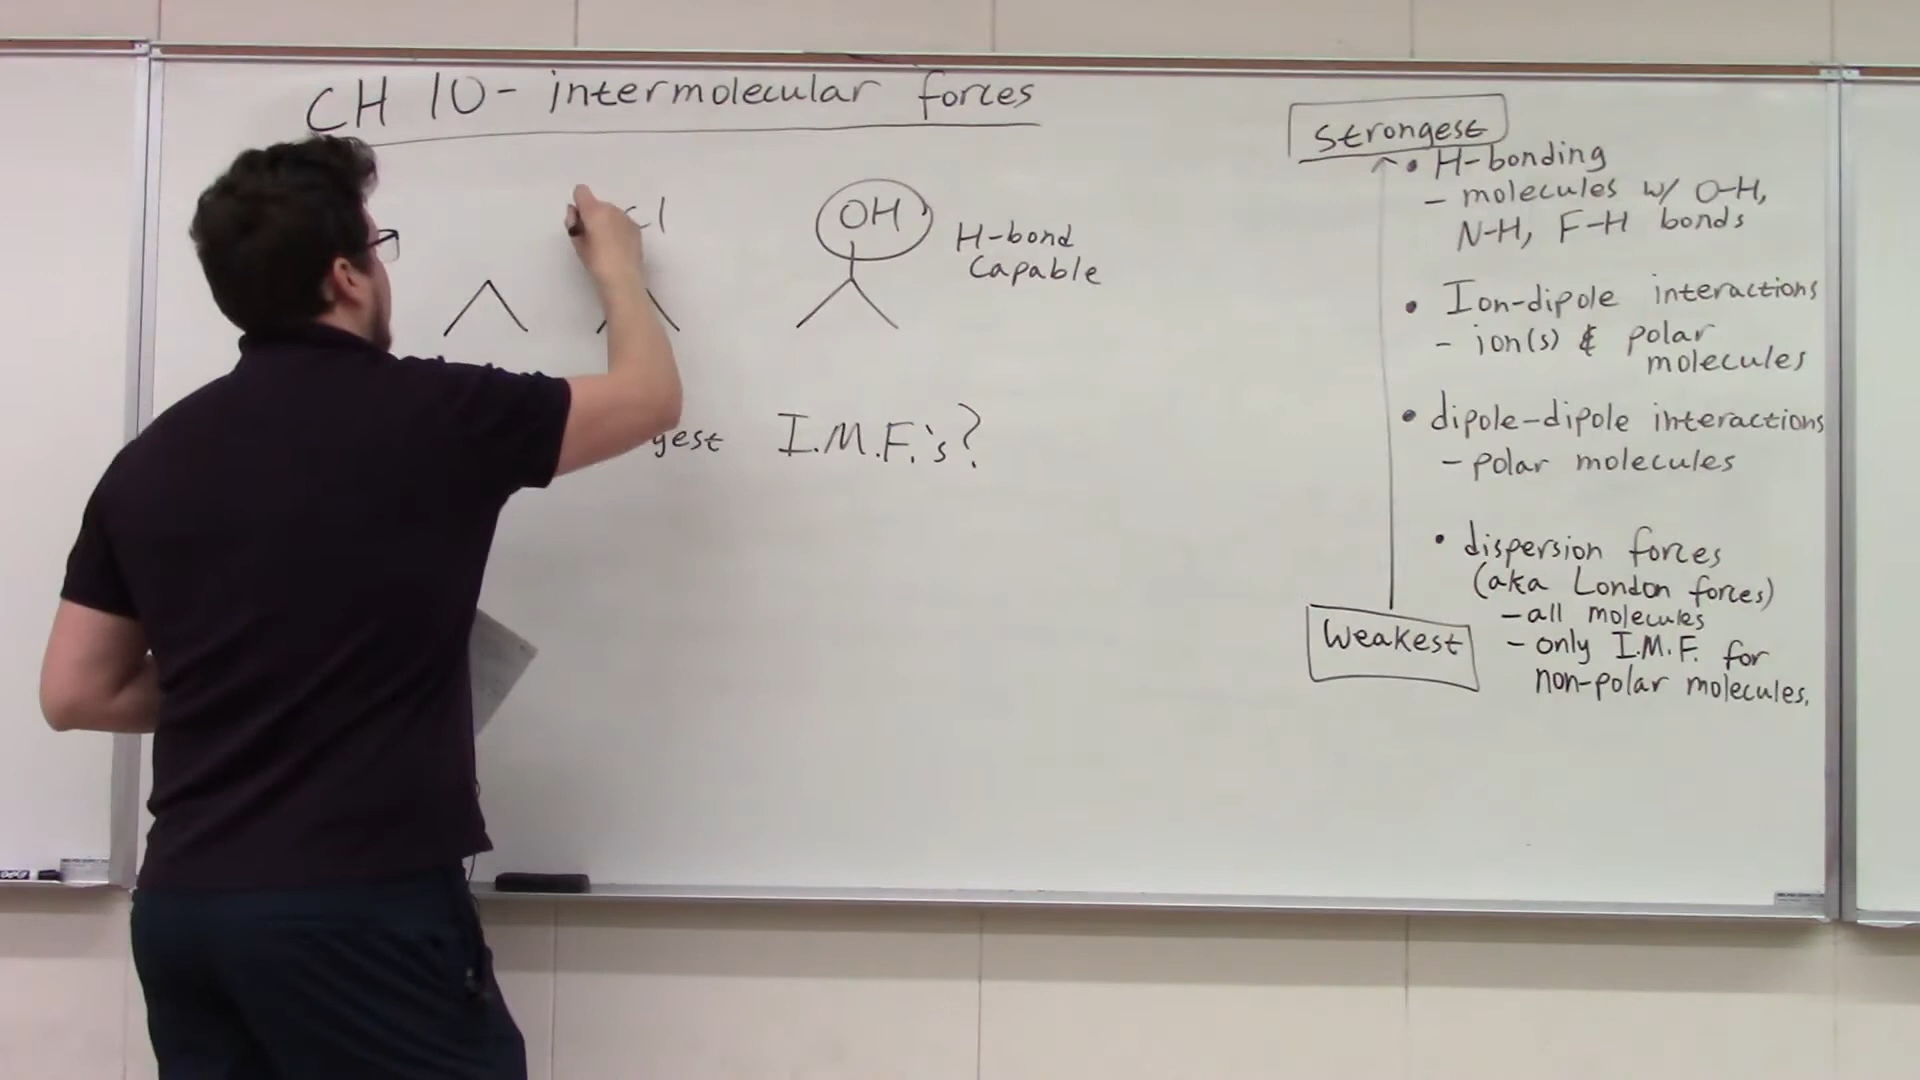 CH 10- intermolecular forces
Cl
OH
H-bond
Capable
I.M.F.'s?
Strongest
• H-bonding
- molecules w/ O-H,
N-H, F-H bonds
• Ion-dipole interactions
- ion(s) & polar
molecules
• dipole-dipole interactions
- polar molecules
• dispersion forces
(aka London forces)
- all molecules
- only I.M.F. for
non-polar molecules.
Weakest